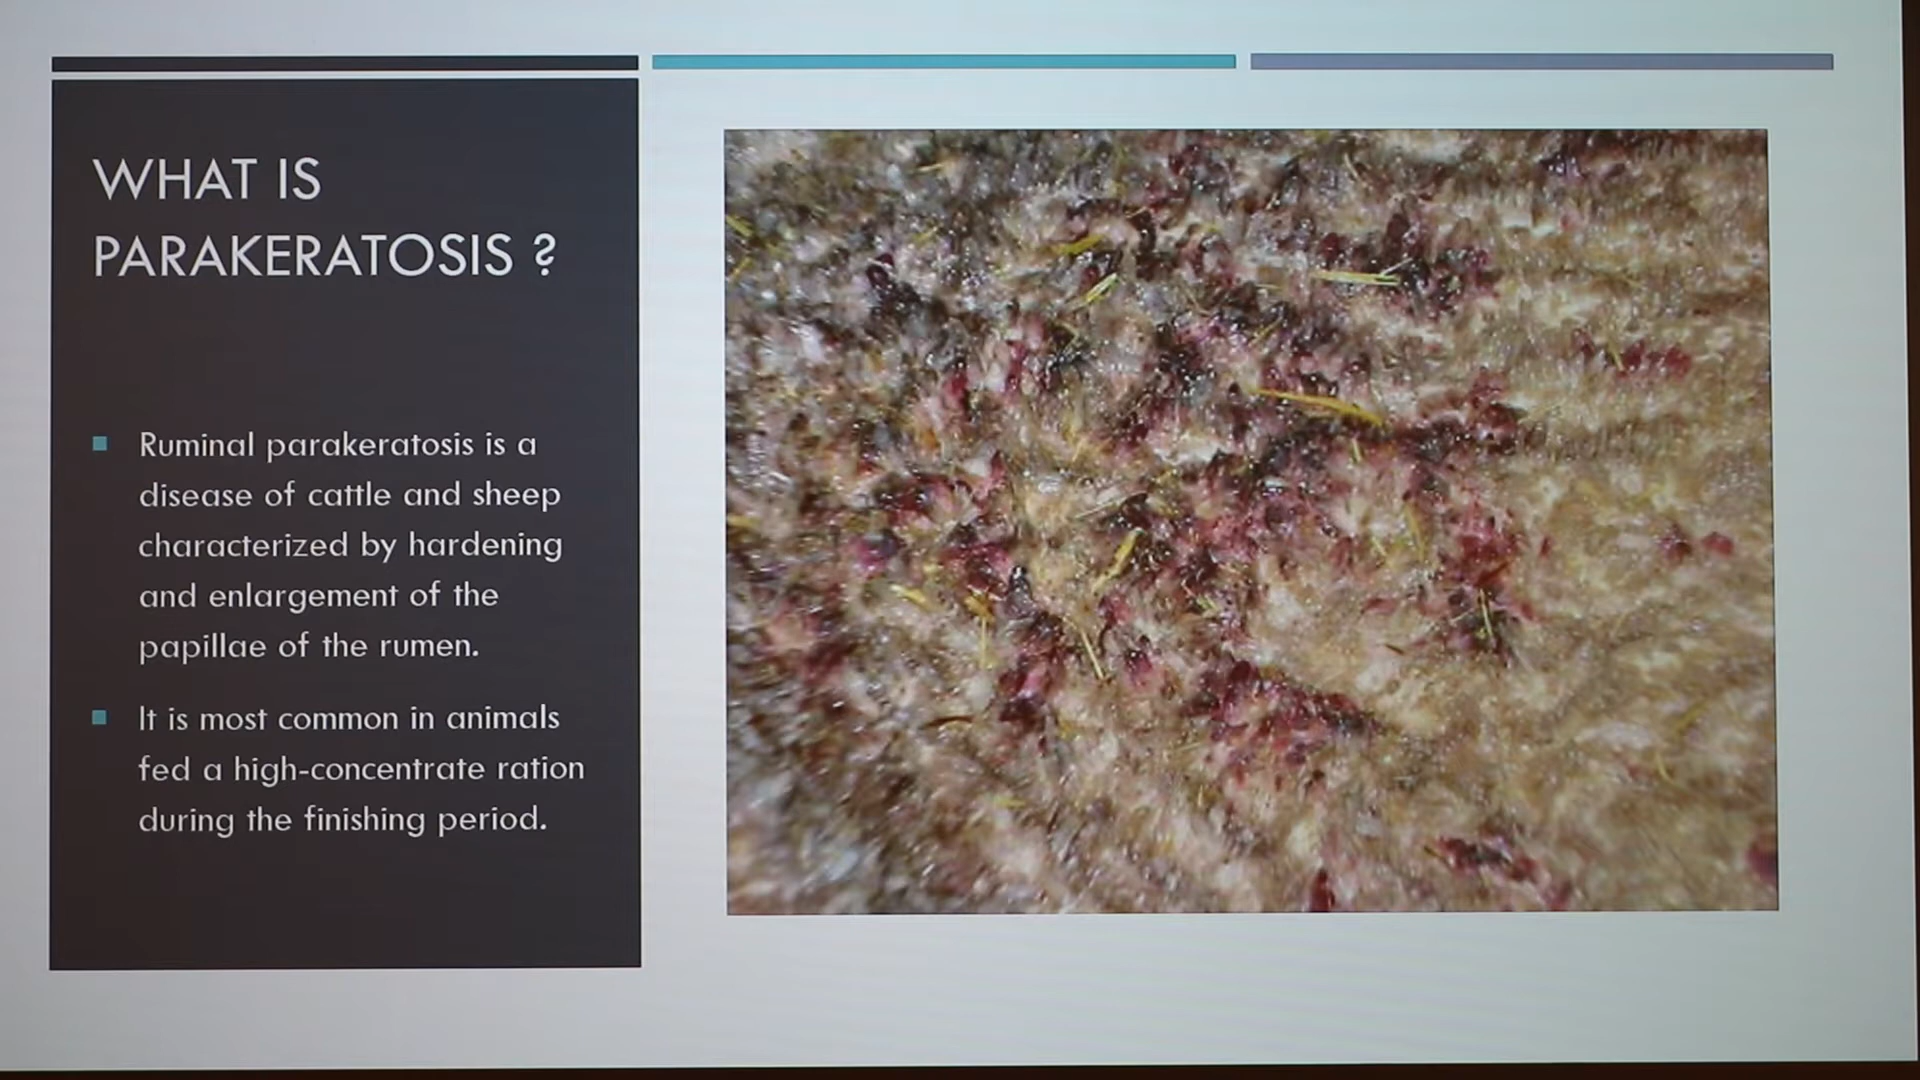 WHAT IS
PARAKERATOSIS ?
Ruminal parakeratosis is a
disease of cattle and sheep
characterized by hardening
and enlargement of the
papillae of the rumen.
It is most common in animals
fed a high-concentrate ration
during the finishing period.